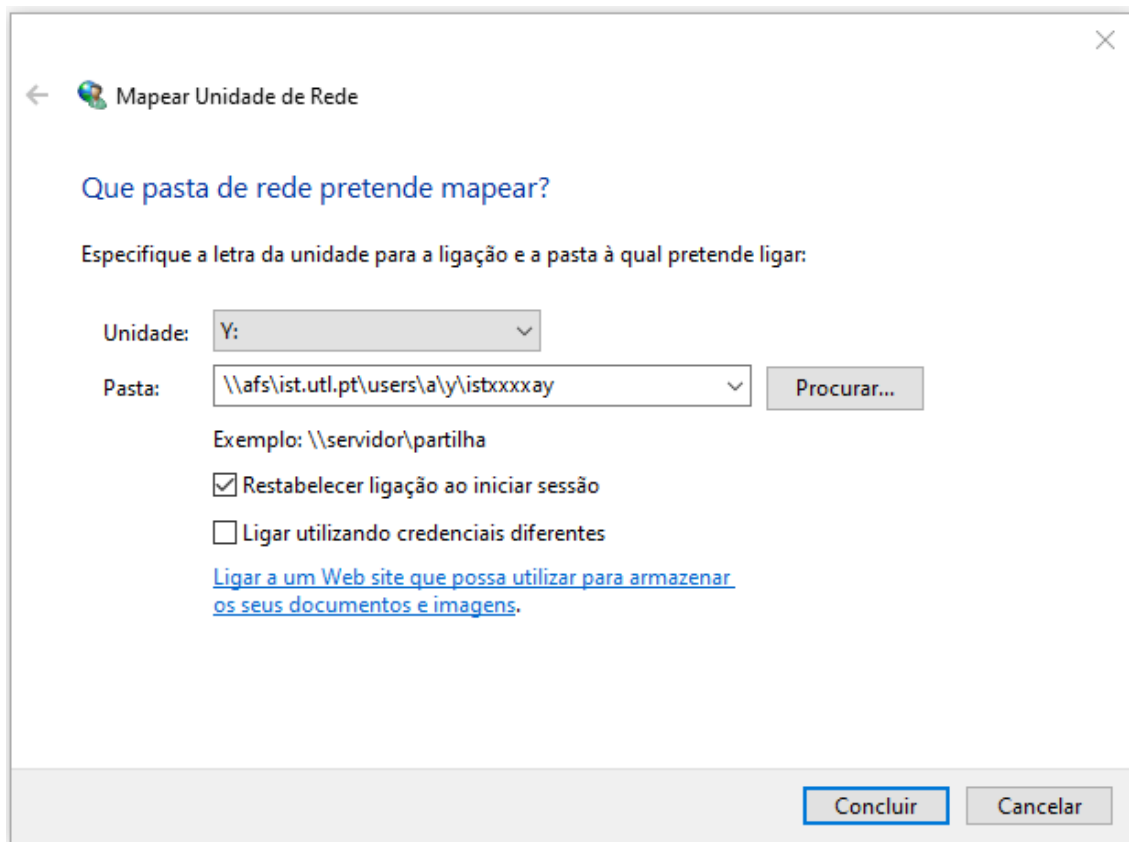 Mapear Unidade de Rede
Que pasta de rede pretende mapear?
Especifique a letra da unidade para a ligação e a pasta à qual pretende ligar:
Unidade: Y:
Pasta: \\afs\ist.utl.pt\users\a\y\istxxxxay Procurar...
Exemplo: \\servidor\partilha
Restabelecer ligação ao iniciar sessão
Ligar utilizando credenciais diferentes
Ligar a um Web site que possa utilizar para armazenar
os seus documentos e imagens.
Concluir Cancelar